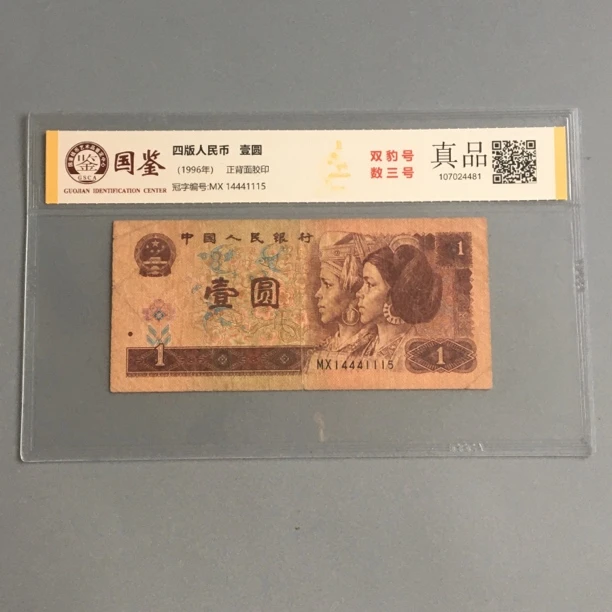 国鉴
GSCA
GUOJIAN IDENTIFICATION CENTER
四版人民币 壹圆
(1996年) 正背面胶印
冠字编号:MX 14441115
双豹号
数三号
真品
107024481
中国人民银行
1
壹圆
1
1
MX14441115